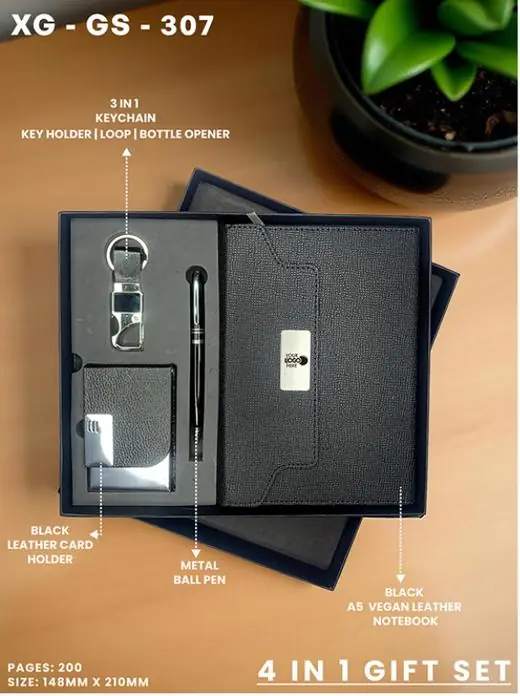 XG - GS - 307
3 IN 1
KEYCHAIN
KEY HOLDER | LOOP | BOTTLE OPENER
YOUR
LOGO
HERE
BLACK
LEATHER CARD
HOLDER
METAL
BALL PEN
BLACK
A5 VEGAN LEATHER
NOTEBOOK
PAGES: 200
SIZE: 148MM X 210MM
4 IN 1 GIFT SET